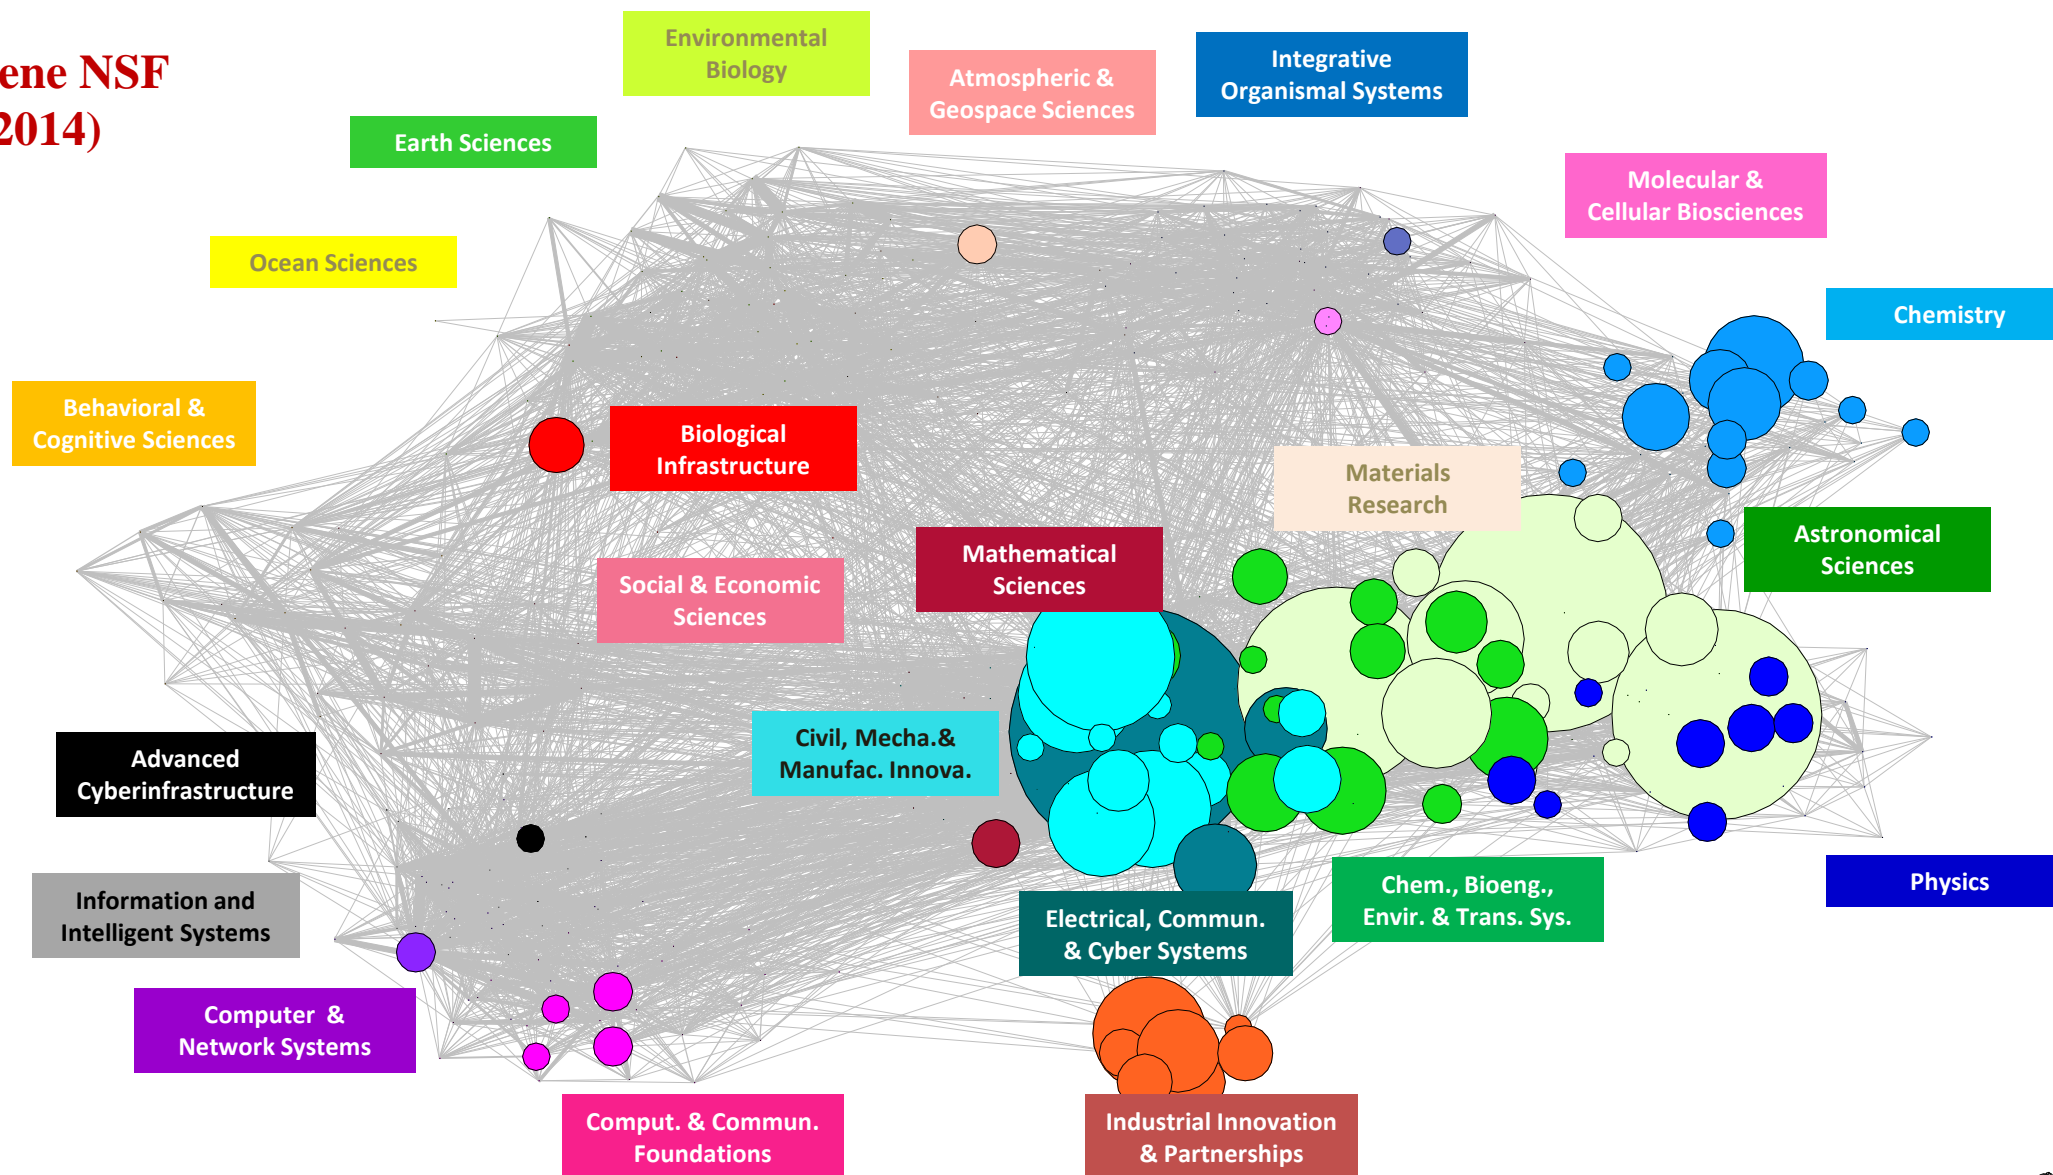 ene NSF
2014)
Environmental
Biology
Atmospheric &
Geospace Sciences
Integrative
Organismal Systems
Earth Sciences
Molecular &
Cellular Biosciences
Ocean Sciences
Chemistry
Behavioral &
Cognitive Sciences
Biological
Infrastructure
Materials
Research
Astronomical
Sciences
Mathematical
Sciences
Social & Economic
Sciences
Civil, Mecha.&
Manufac. Innova.
Advanced
Cyberinfrastructure
Physics
Chem., Bioeng.,
Envir. & Trans. Sys.
Information and
Intelligent Systems
Electrical, Commun.
& Cyber Systems
Computer &
Network Systems
Comput. & Commun.
Foundations
Industrial Innovation
& Partnerships